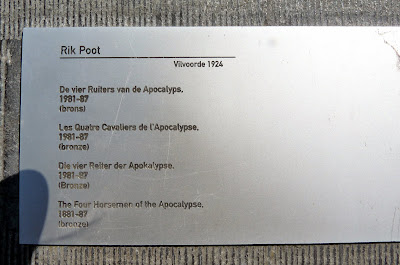 Rik Poot
Vilvoorde 1924
De vier Ruiters van de Apocalyps,
1981-87
(brons)
Les Quatre Cavaliers de l'Apocalypse,
1981-87
(bronze)
Die vier Reiter der Apokalypse,
1981-87
(Bronze)
The Four Horsemen of the Apocalypse,
1981-87
(bronze)